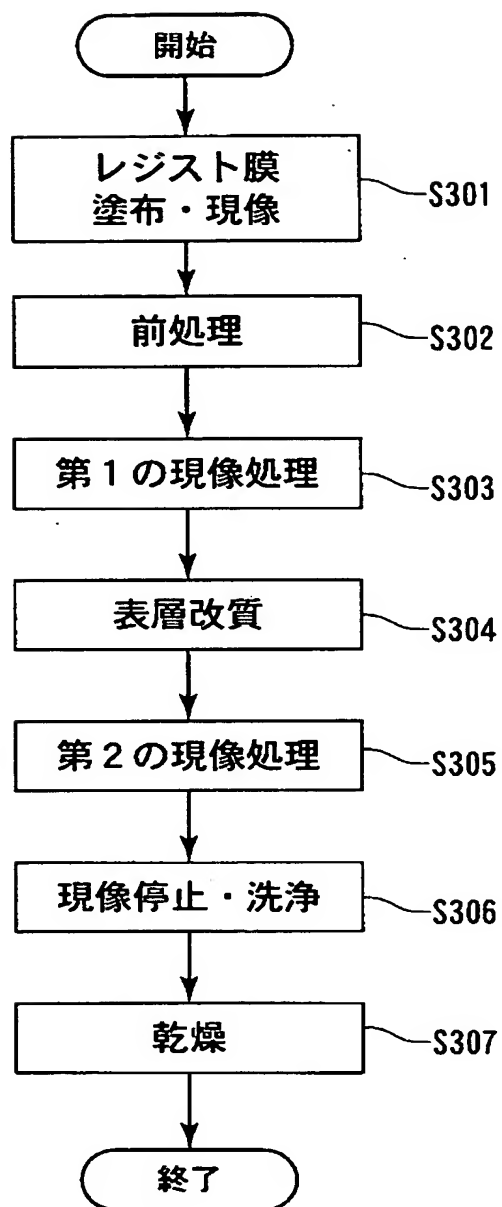 開始
レジスト膜
塗布・現像
S301
前処理
S302
第1の現像処理
S303
表層改質
S304
第2の現像処理
S305
現像停止・洗浄
S306
乾燥
S307
終了